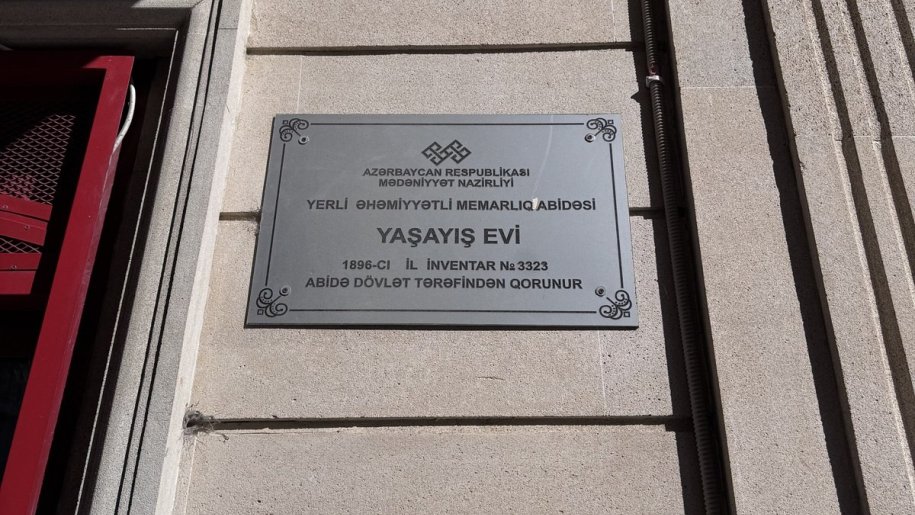 AZƏRBAYCAN RESPUBLİKASI
MƏDƏNİYYƏT NAZİRLİYİ
YERLİ ƏHƏMİYYƏTLİ MEMARLIQ ABİDƏSİ
YAŞAYIŞ EVİ
1896-CI İL İNVENTAR № 3323
ABİDƏ DÖVLƏT TƏRƏFİNDƏN QORUNUR